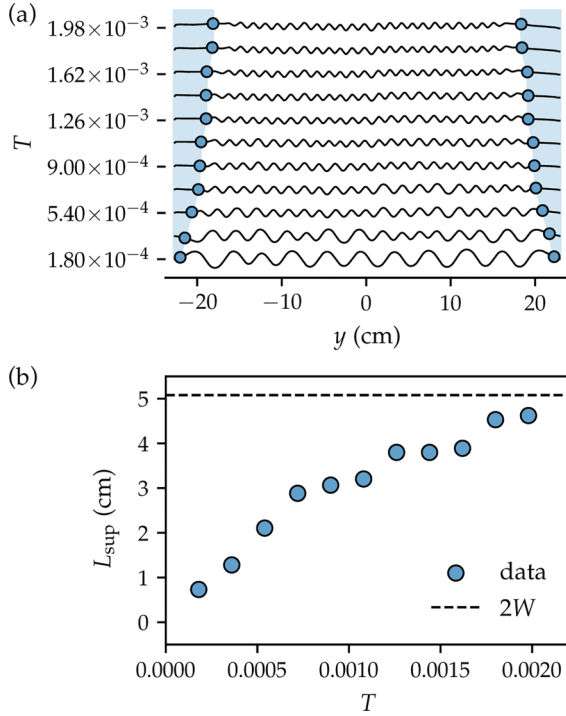 (a)
1.98×10⁻³
1.62×10⁻³
1.26×10⁻³
9.00×10⁻⁴
5.40×10⁻⁴
1.80×10⁻⁴
T
−20 −10 0 10 20
y (cm)
(b)
5
4
3
2
1
0
L_sup (cm)
data
2W
0.0000 0.0005 0.0010 0.0015 0.0020
T